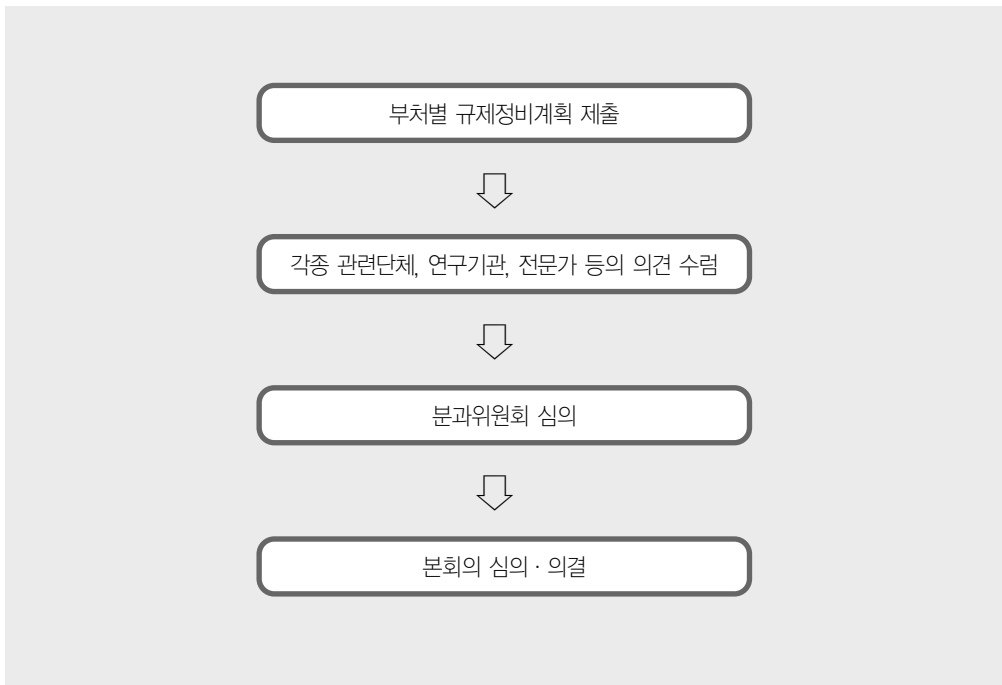 부처별 규제정비계획 제출
각종 관련단체, 연구기관, 전문가 등의 의견 수렴
분과위원회 심의
본회의 심의 · 의결